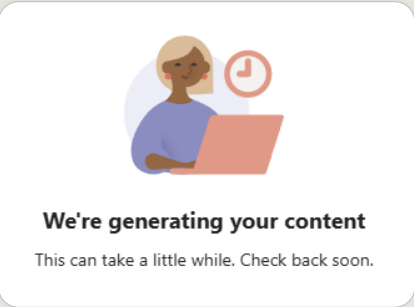 We're generating your content
This can take a little while. Check back soon.